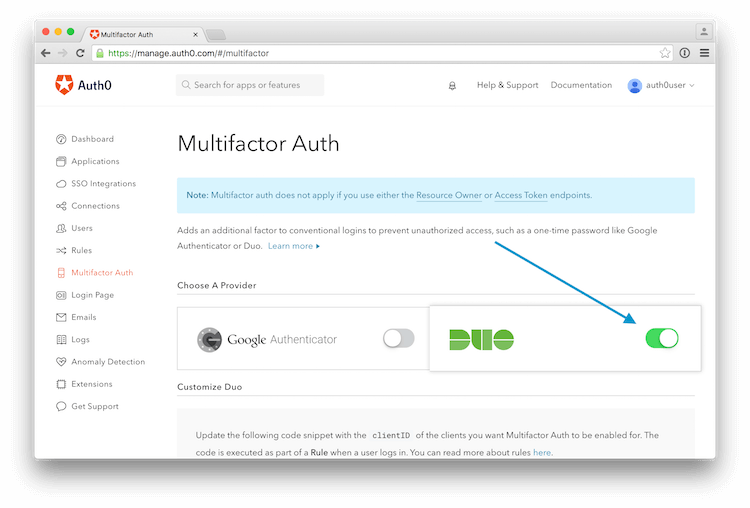 Multifactor Auth
https://manage.auth0.com/#/multifactor
Auth0
Search for apps or features
Help & Support
Documentation
auth0user
Dashboard
Applications
SSO Integrations
Connections
Users
Rules
Multifactor Auth
Login Page
Emails
Logs
Anomaly Detection
Extensions
Get Support
Multifactor Auth
Note: Multifactor auth does not apply if you use either the Resource Owner or Access Token endpoints.
Adds an additional factor to conventional logins to prevent unauthorized access, such as a one-time password like Google
Authenticator or Duo. Learn more
Choose A Provider
Google Authenticator
DUO
Customize Duo
Update the following code snippet with the clientID of the clients you want Multifactor Auth to be enabled for. The
code is executed as part of a Rule when a user logs in. You can read more about rules here.